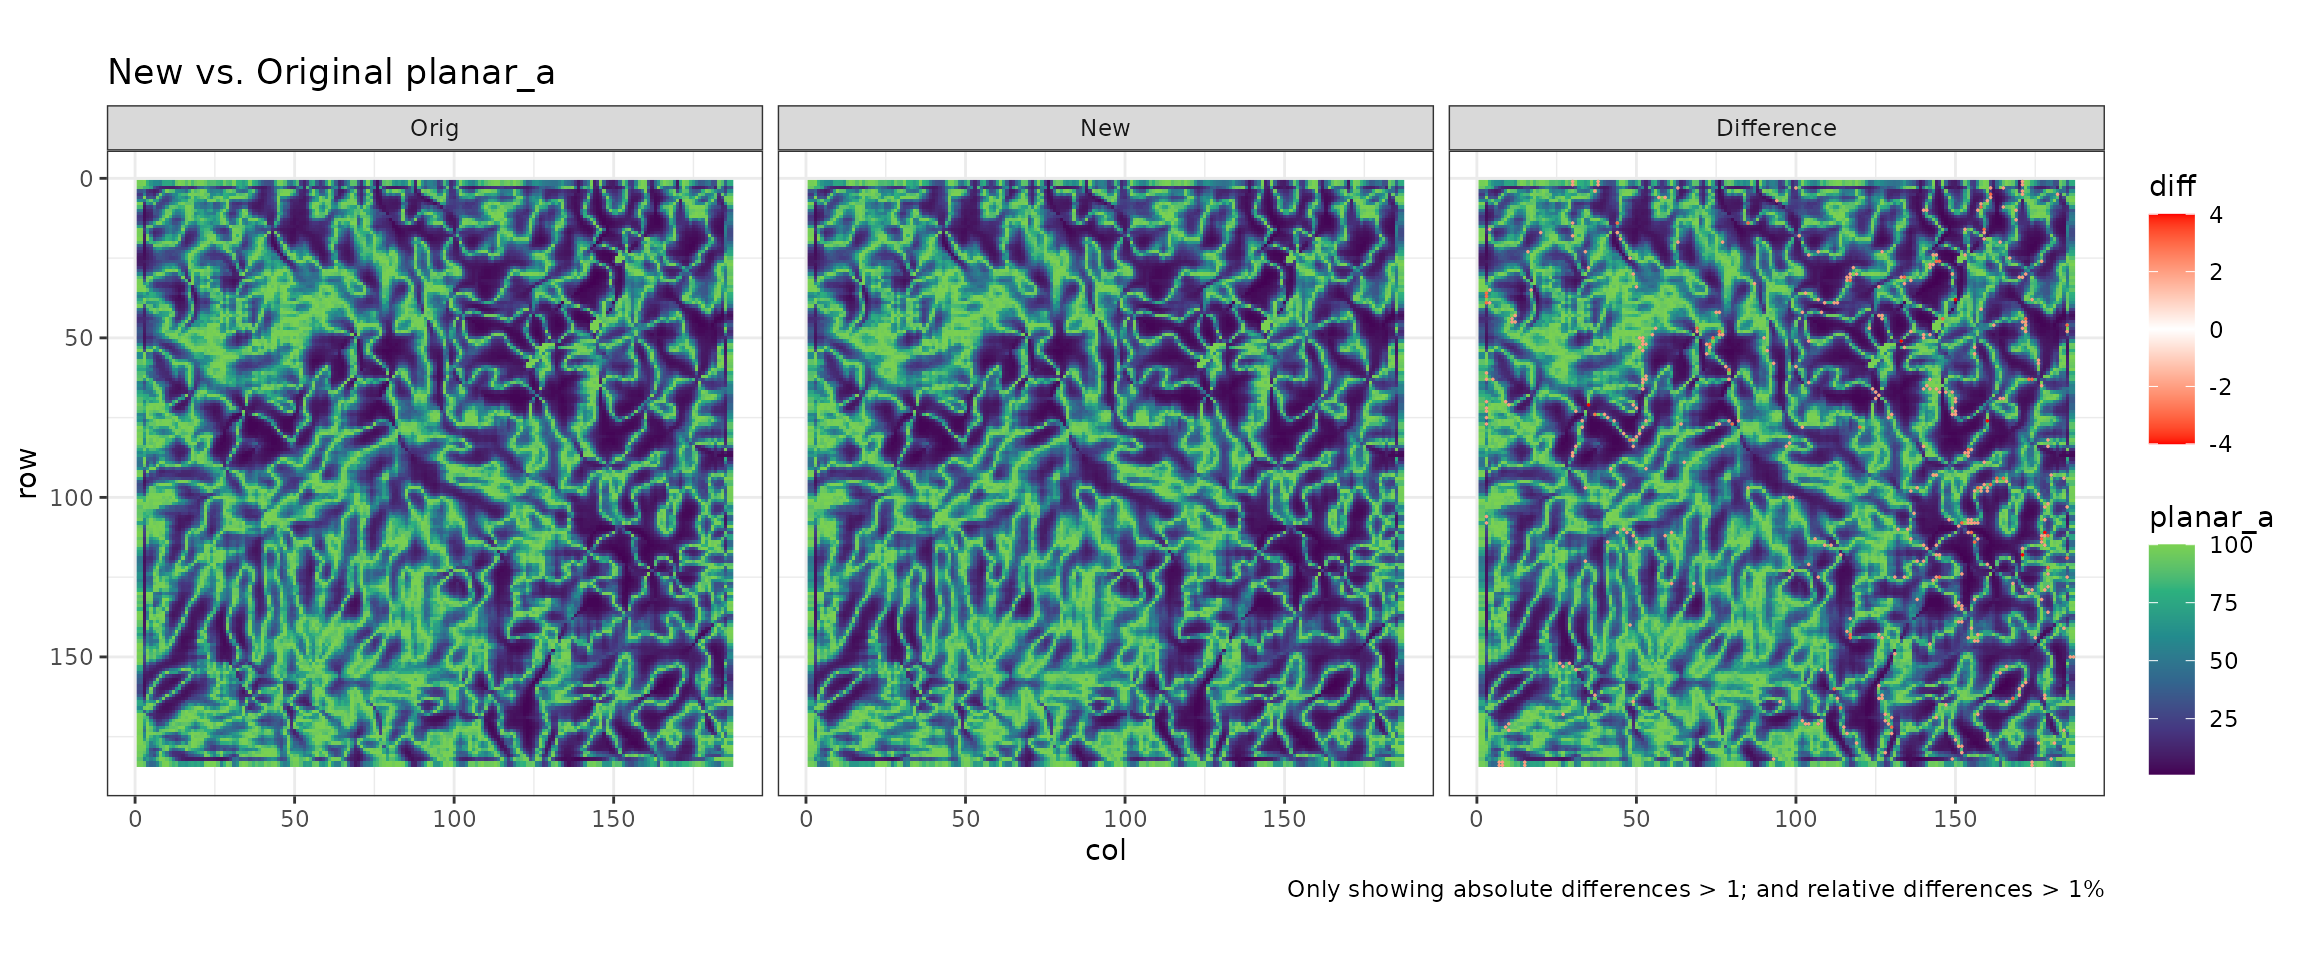 New vs. Original planar_a
Orig
New
Difference
0
50
100
150
row
0
50
100
150
0
50
100
150
0
50
100
150
col
diff
4
2
0
-2
-4
planar_a
100
75
50
25
Only showing absolute differences > 1; and relative differences > 1%